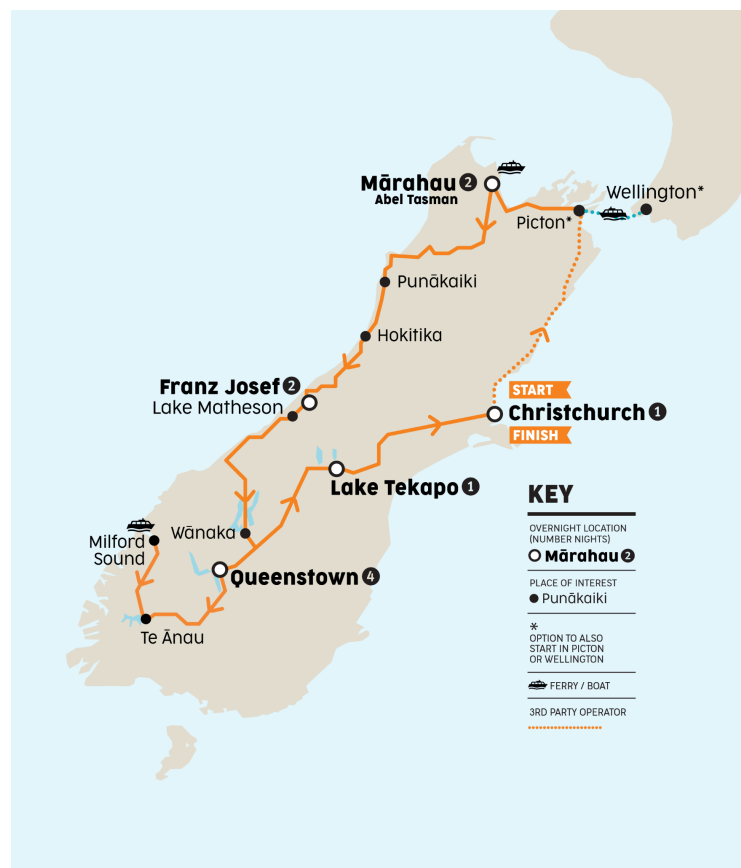 Mārahau 2
Abel Tasman
Wellington*
Picton*
Punākaiki
Hokitika
Franz Josef 2
Lake Matheson
START
Christchurch 1
FINISH
Lake Tekapo 1
Wānaka
Milford
Sound
Queenstown 4
Te Ānau
KEY
OVERNIGHT LOCATION
(NUMBER NIGHTS)
Mārahau 2
PLACE OF INTEREST
Punākaiki
*
OPTION TO ALSO
START IN PICTON
OR WELLINGTON
FERRY / BOAT
3RD PARTY OPERATOR